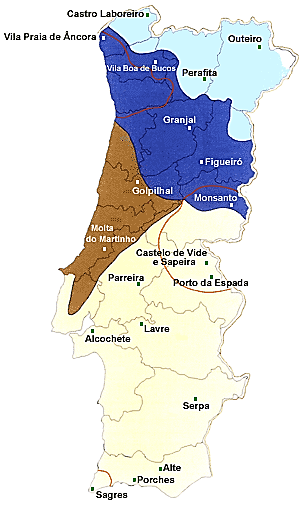 Castro Laboreiro
Vila Praia de Âncora
Outeiro
Vila Boa de Bucos
Perafita
Granjal
Figueiró
Golpilhal
Monsanto
Moita
do Martinho
Castelo de Vide
e Sapeira
Parreira
Porto da Espada
Lavre
Alcochete
Serpa
Alte
Porches
Sagres